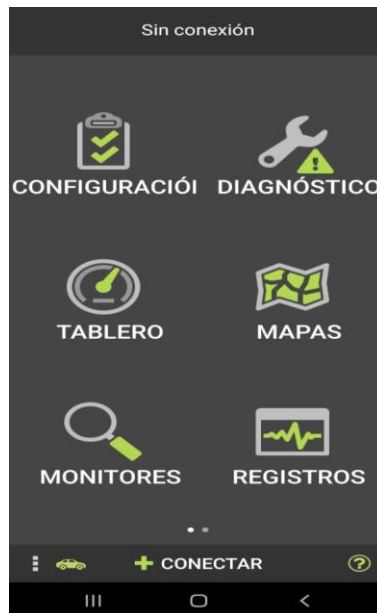 Sin conexión
CONFIGURACIÓI DIAGNÓSTICO
TABLERO MAPAS
MONITORES REGISTROS
+ CONECTAR ?